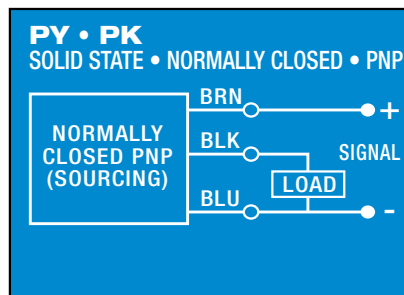 PY • PK
SOLID STATE • NORMALLY CLOSED • PNP
BRN
+
NORMALLY
CLOSED PNP
(SOURCING)
BLK
SIGNAL
LOAD
BLU
-